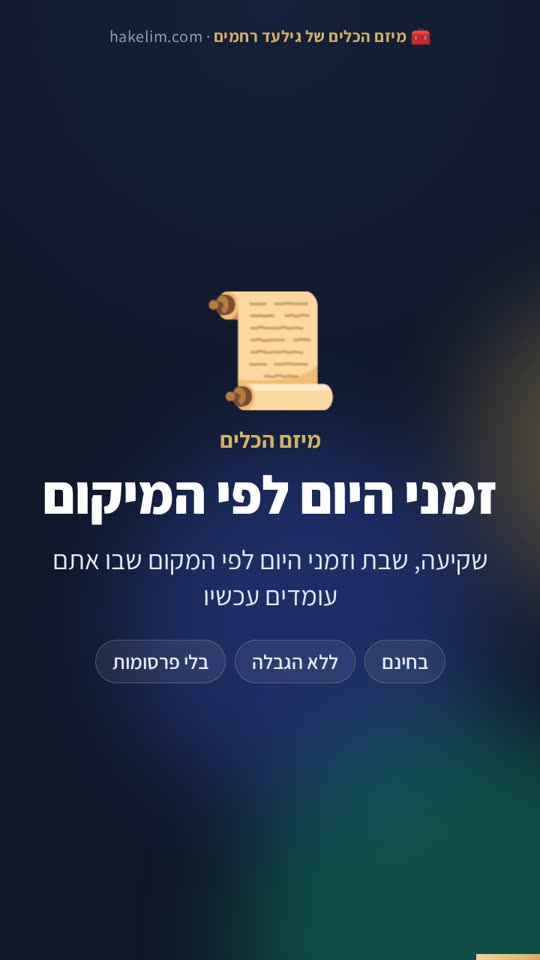 🧰 מיזם הכלים של גילעד רחמים · hakelim.com
מיזם הכלים
זמני היום לפי המיקום
שקיעה, שבת וזמני היום לפי המקום שבו אתם
עומדים עכשיו
בחינם
ללא הגבלה
בלי פרסומות